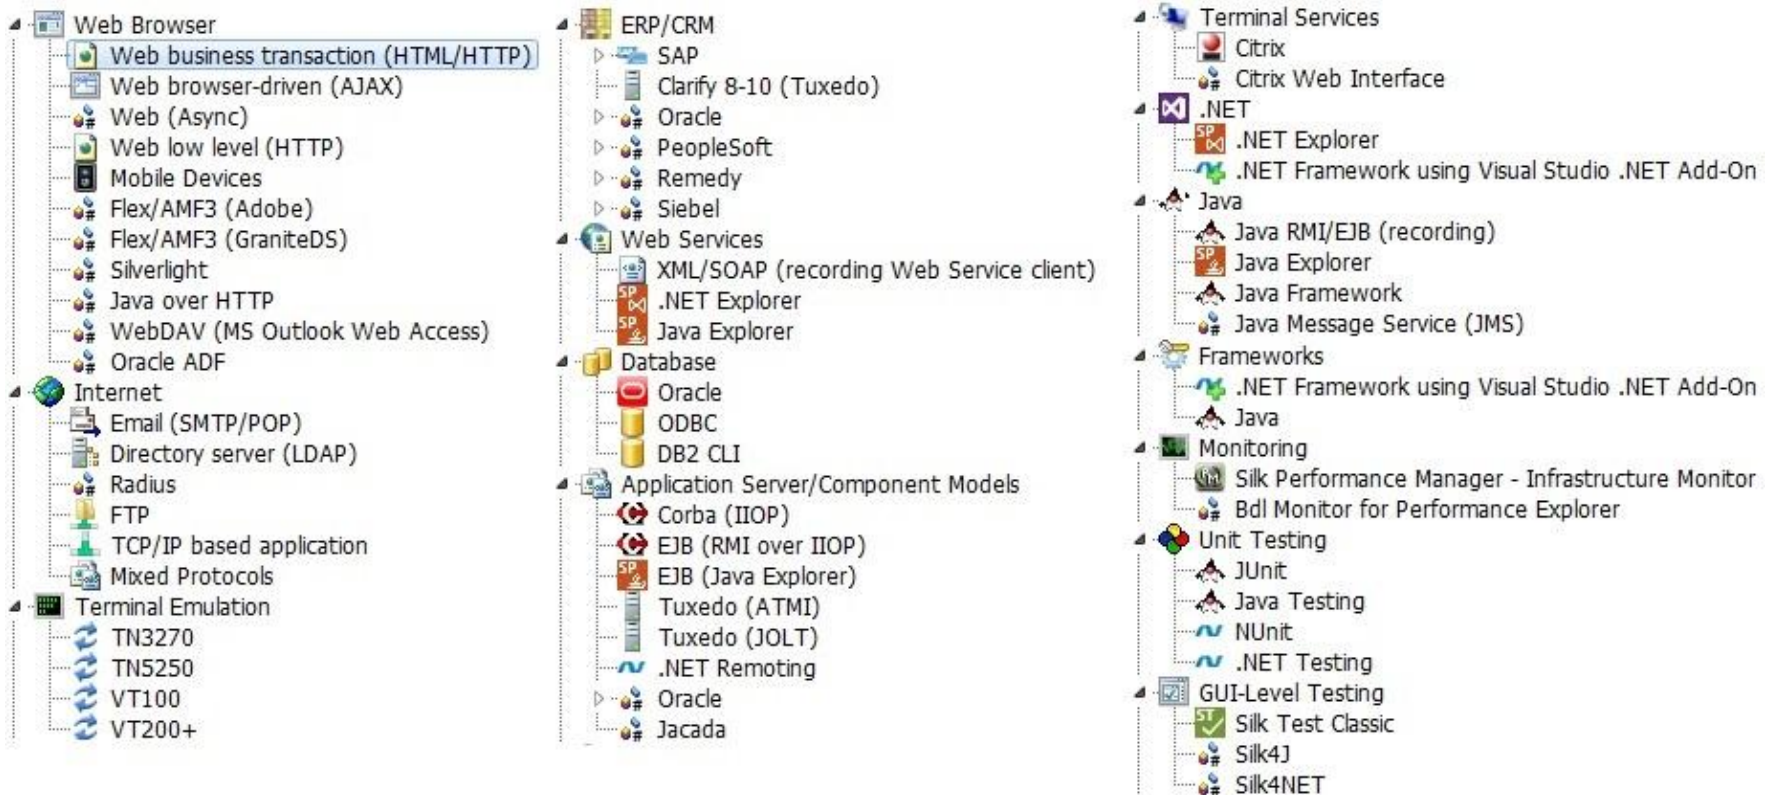 Web Browser
Web business transaction (HTML/HTTP)
Web browser-driven (AJAX)
Web (Async)
Web low level (HTTP)
Mobile Devices
Flex/AMF3 (Adobe)
Flex/AMF3 (GraniteDS)
Silverlight
Java over HTTP
WebDAV (MS Outlook Web Access)
Oracle ADF
Internet
Email (SMTP/POP)
Directory server (LDAP)
Radius
FTP
TCP/IP based application
Mixed Protocols
Terminal Emulation
TN3270
TN5250
VT100
VT200+
ERP/CRM
SAP
Clarify 8-10 (Tuxedo)
Oracle
PeopleSoft
Remedy
Siebel
Web Services
XML/SOAP (recording Web Service client)
SP .NET Explorer
SP Java Explorer
Database
Oracle
ODBC
DB2 CLI
Application Server/Component Models
Corba (IIOP)
EJB (RMI over IIOP)
SP EJB (Java Explorer)
Tuxedo (ATMI)
Tuxedo (JOLT)
.NET Remoting
Oracle
Jacada
Terminal Services
Citrix
Citrix Web Interface
.NET
SP .NET Explorer
.NET Framework using Visual Studio .NET Add-On
Java
Java RMI/EJB (recording)
SP Java Explorer
Java Framework
Java Message Service (JMS)
Frameworks
.NET Framework using Visual Studio .NET Add-On
Java
Monitoring
Silk Performance Manager - Infrastructure Monitor
Bdl Monitor for Performance Explorer
Unit Testing
JUnit
Java Testing
NUnit
.NET Testing
GUI-Level Testing
ST Silk Test Classic
Silk4J
Silk4NET